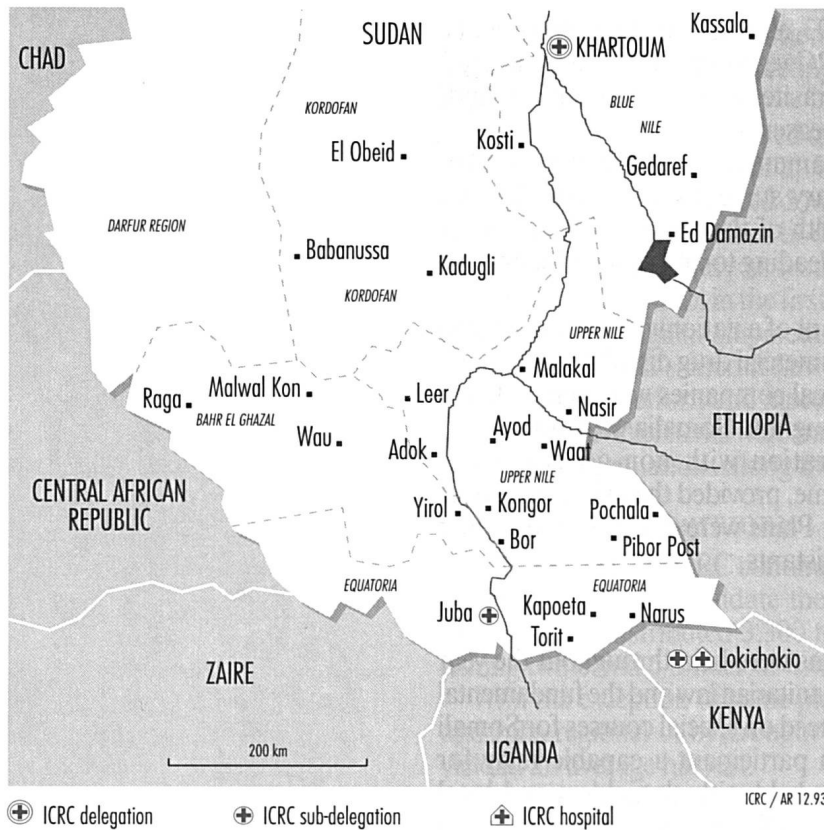 SUDAN
Kassala
CHAD
KHARTOUM
KORDOFAN
BLUE
NILE
El Obeid
Kosti
Gedaref
DARFUR REGION
Ed Damazin
Babanussa
Kadugli
KORDOFAN
UPPER NILE
Malakal
Raga
Malwal Kon
Leer
Nasir
BAHR EL GHAZAL
ETHIOPIA
Wau
Adok
Ayod
Waat
UPPER NILE
CENTRAL AFRICAN
REPUBLIC
Yirol
Kongor
Pochala
Bor
Pibor Post
EQUATORIA
EQUATORIA
Juba
Kapoeta
Narus
Torit
Lokichokio
ZAIRE
KENYA
200 km
UGANDA
ICRC / AR 12.93
ICRC delegation
ICRC sub-delegation
ICRC hospital